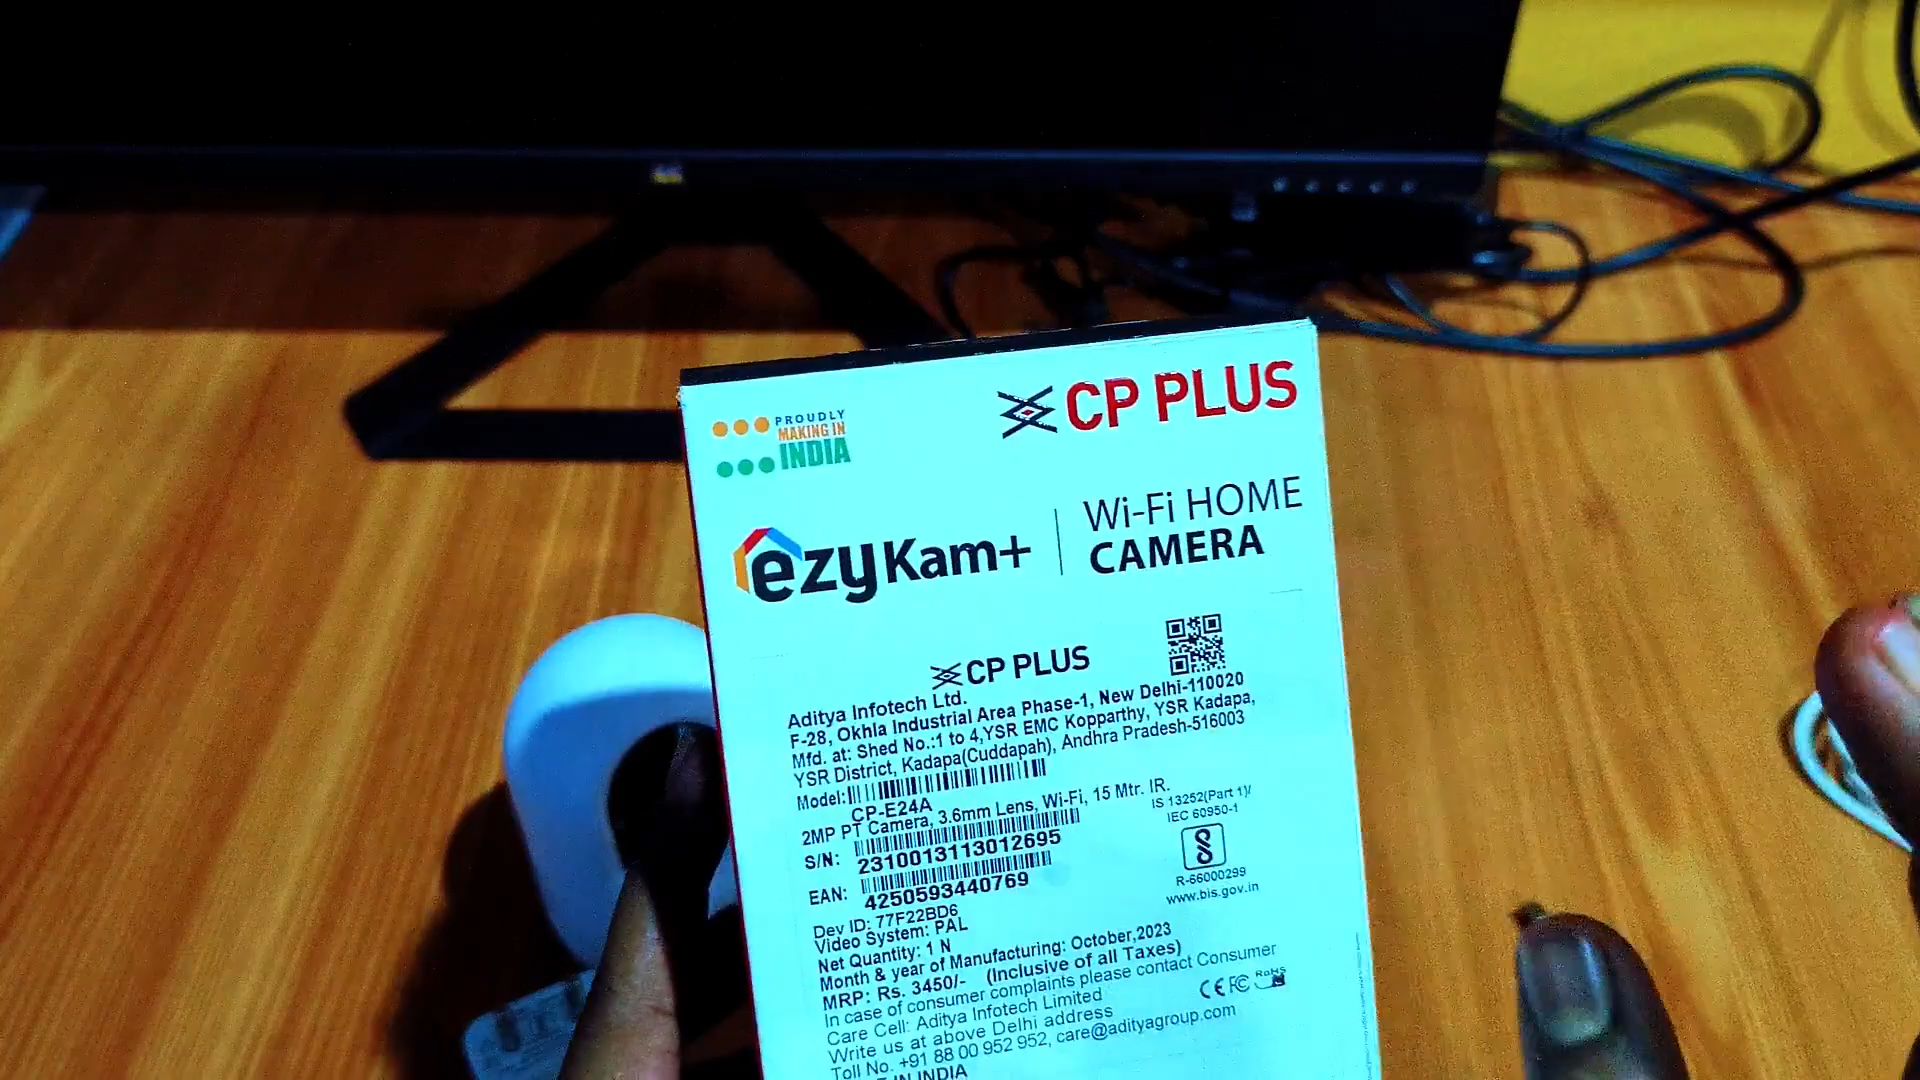 PROUDLY
MAKING IN
INDIA
CP PLUS
ezyKam+
Wi-Fi HOME
CAMERA
CP PLUS
Aditya Infotech Ltd.
F-28, Okhla Industrial Area Phase-1, New Delhi-110020
Mfd. at: Shed No.:1 to 4,YSR EMC Kopparthy, YSR Kadapa,
YSR District, Kadapa(Cuddapah), Andhra Pradesh-516003
Model:
CP-E24A
2MP PT Camera, 3.6mm Lens, Wi-Fi, 15 Mtr. IR.
S/N:
2310013113012695
EAN:
4250593440769
IS 13252(Part 1)/
IEC 60950-1
R-66000299
www.bis.gov.in
Dev ID: 77F22BD6
Video System: PAL
Net Quantity: 1 N
Month & year of Manufacturing: October,2023
MRP: Rs. 3450/- (Inclusive of all Taxes)
In case of consumer complaints please contact Consumer
Care Cell: Aditya Infotech Limited
Write us at above Delhi address
Toll No. +91 88 00 952 952, care@adityagroup.com
IN INDIA
CE FC RoHS